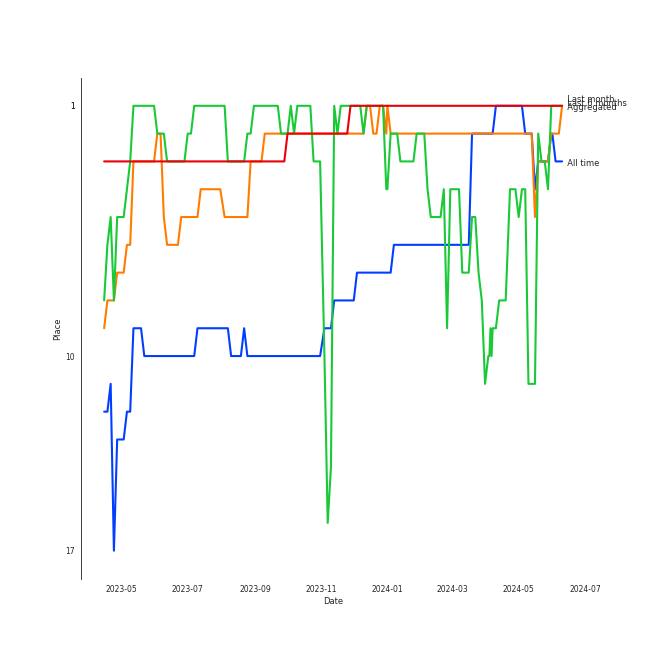 Last month
Last 6 months
Aggregated
1
All time
Place
10
17
2023-05
2023-07
2023-09
2023-11
2024-01
2024-03
2024-05
2024-07
Date